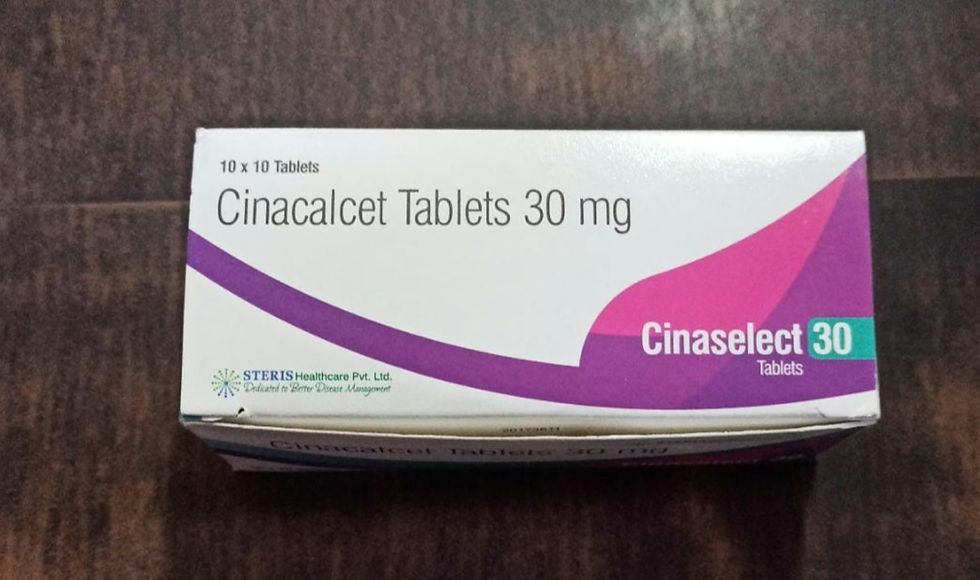 10 x 10 Tablets
Cinacalcet Tablets 30 mg
Cinaselect 30
Tablets
STERIS Healthcare Pvt. Ltd.
Dedicated to Better Disease Management
Cinacalcet Tablets 30 mg